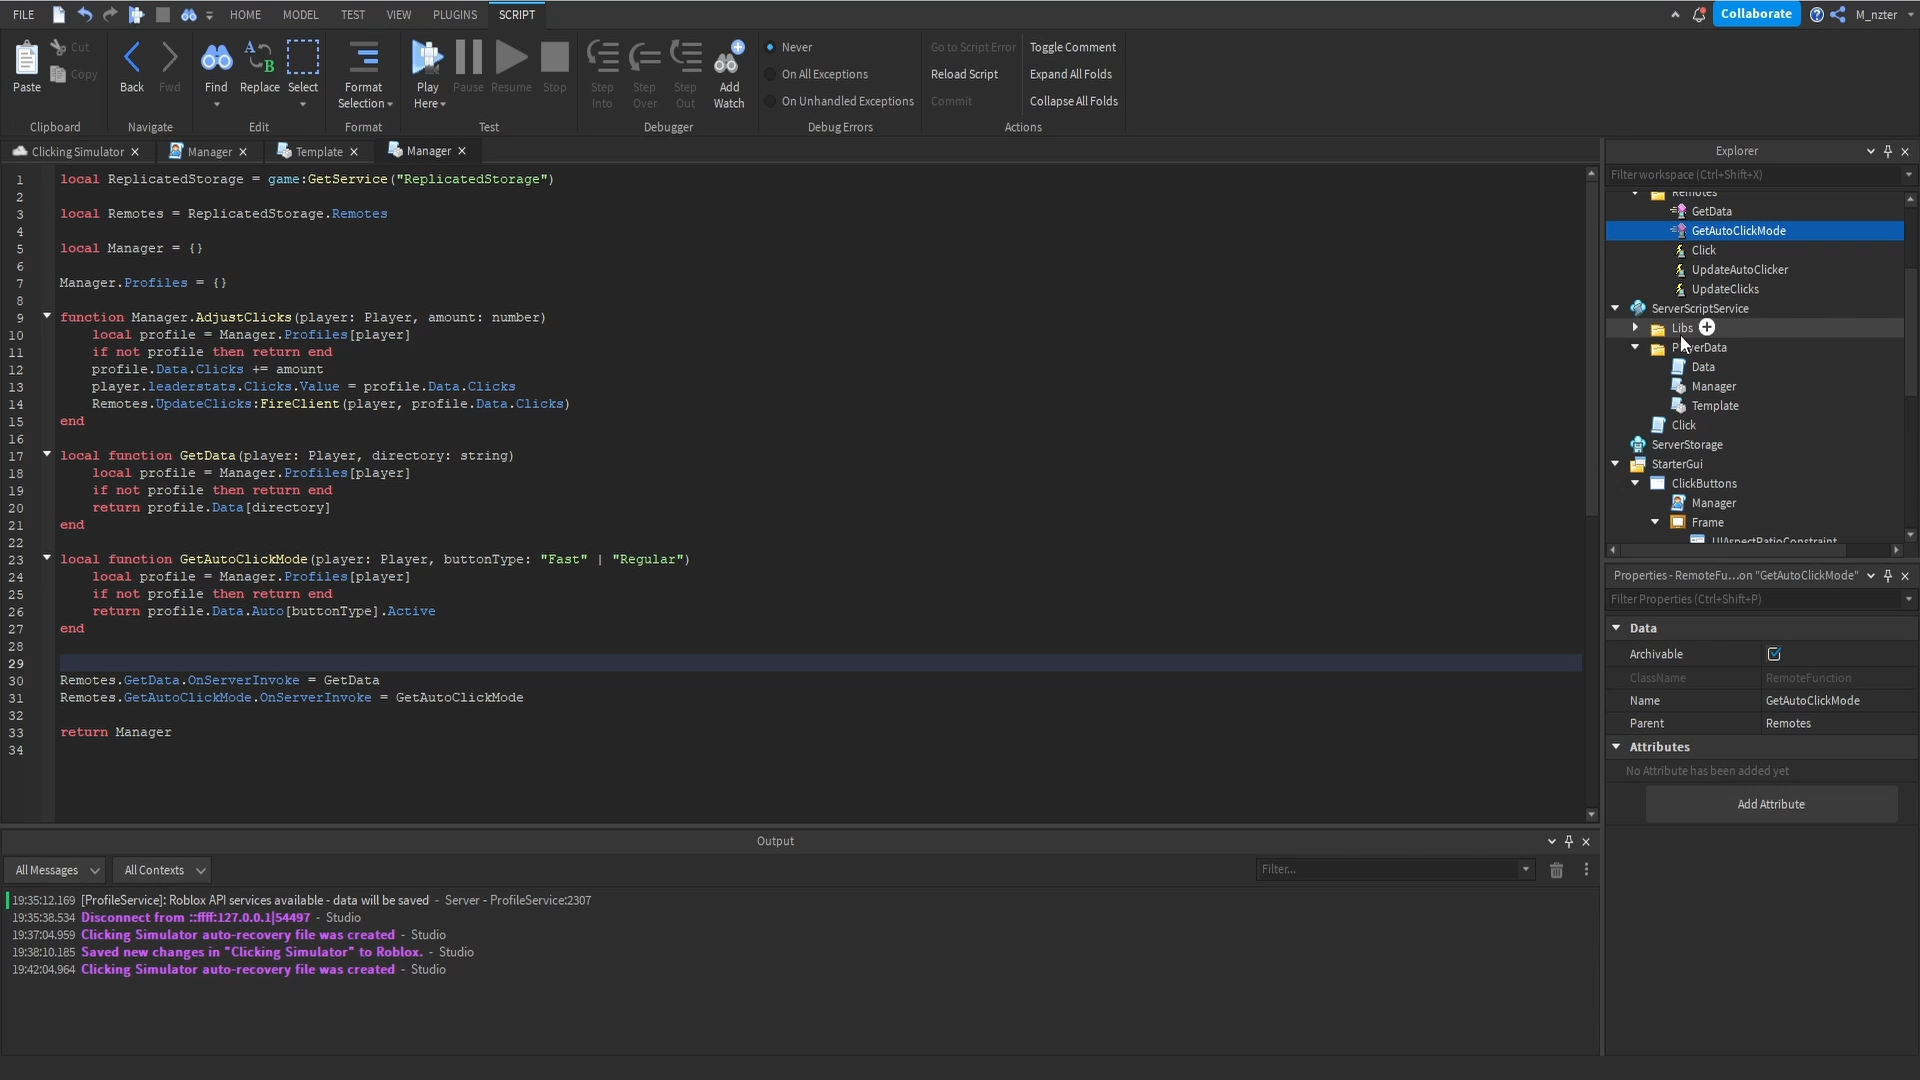 FILE HOME MODEL TEST VIEW PLUGINS SCRIPT Collaborate M_nzter
Paste Cut Copy Clipboard
Back Fwd Navigate
Find Replace Select Edit
Format Selection Format
Play Here Pause Resume Stop Test
Step Into Step Over Step Out Add Watch Debugger
Never
On All Exceptions
On Unhandled Exceptions
Debug Errors
Go to Script Error Toggle Comment
Reload Script Expand All Folds
Commit Collapse All Folds
Actions
Clicking Simulator Manager Template Manager
1 local ReplicatedStorage = game:GetService("ReplicatedStorage")
2
3 local Remotes = ReplicatedStorage.Remotes
4
5 local Manager = {}
6
7 Manager.Profiles = {}
8
9 function Manager.AdjustClicks(player: Player, amount: number)
10 local profile = Manager.Profiles[player]
11 if not profile then return end
12 profile.Data.Clicks += amount
13 player.leaderstats.Clicks.Value = profile.Data.Clicks
14 Remotes.UpdateClicks:FireClient(player, profile.Data.Clicks)
15 end
16
17 local function GetData(player: Player, directory: string)
18 local profile = Manager.Profiles[player]
19 if not profile then return end
20 return profile.Data[directory]
21 end
22
23 local function GetAutoClickMode(player: Player, buttonType: "Fast" | "Regular")
24 local profile = Manager.Profiles[player]
25 if not profile then return end
26 return profile.Data.Auto[buttonType].Active
27 end
28
29
30 Remotes.GetData.OnServerInvoke = GetData
31 Remotes.GetAutoClickMode.OnServerInvoke = GetAutoClickMode
32
33 return Manager
34
Explorer
Filter workspace (Ctrl+Shift+X)
Remotes
GetData
GetAutoClickMode
Click
UpdateAutoClicker
UpdateClicks
ServerScriptService
Libs
PlayerData
Data
Manager
Template
Click
ServerStorage
StarterGui
ClickButtons
Manager
Frame
UIAspectRatioConstraint
Properties - RemoteFu...on "GetAutoClickMode"
Filter Properties (Ctrl+Shift+P)
Data
Archivable
ClassName RemoteFunction
Name GetAutoClickMode
Parent Remotes
Attributes
No Attribute has been added yet
Add Attribute
Output
All Messages All Contexts Filter...
19:35:12.169 [ProfileService]: Roblox API services available - data will be saved - Server - ProfileService:2307
19:35:38.534 Disconnect from ::ffff:127.0.0.1|54497 - Studio
19:37:04.959 Clicking Simulator auto-recovery file was created - Studio
19:38:10.185 Saved new changes in "Clicking Simulator" to Roblox. - Studio
19:42:04.964 Clicking Simulator auto-recovery file was created - Studio